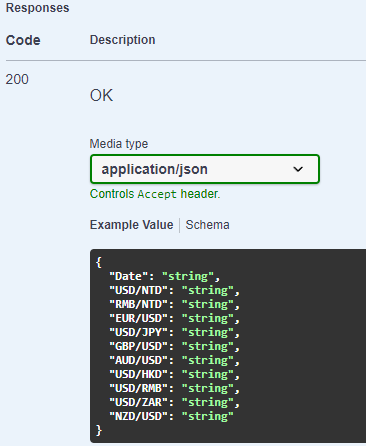 Responses
Code Description
200
OK
Media type
application/json
Controls Accept header.
Example Value Schema
{
"Date": "string",
"USD/NTD": "string",
"RMB/NTD": "string",
"EUR/USD": "string",
"USD/JPY": "string",
"GBP/USD": "string",
"AUD/USD": "string",
"USD/HKD": "string",
"USD/RMB": "string",
"USD/ZAR": "string",
"NZD/USD": "string"
}